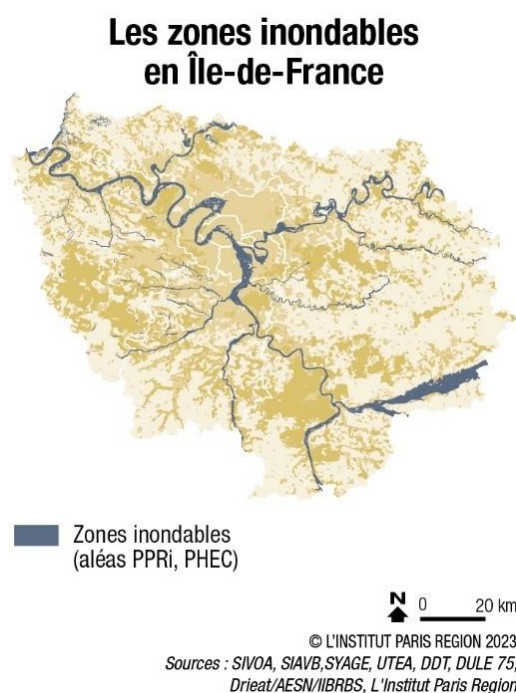 Les zones inondables
en Île-de-France
Zones inondables
(aléas PPRi, PHEC)
N 0 20 km
© L'INSTITUT PARIS REGION 2023
Sources : SIVOA, SIAVB,SYAGE, UTEA, DDT, DULE 75,
Drieat/AESN/IIBRBS, L'Institut Paris Region